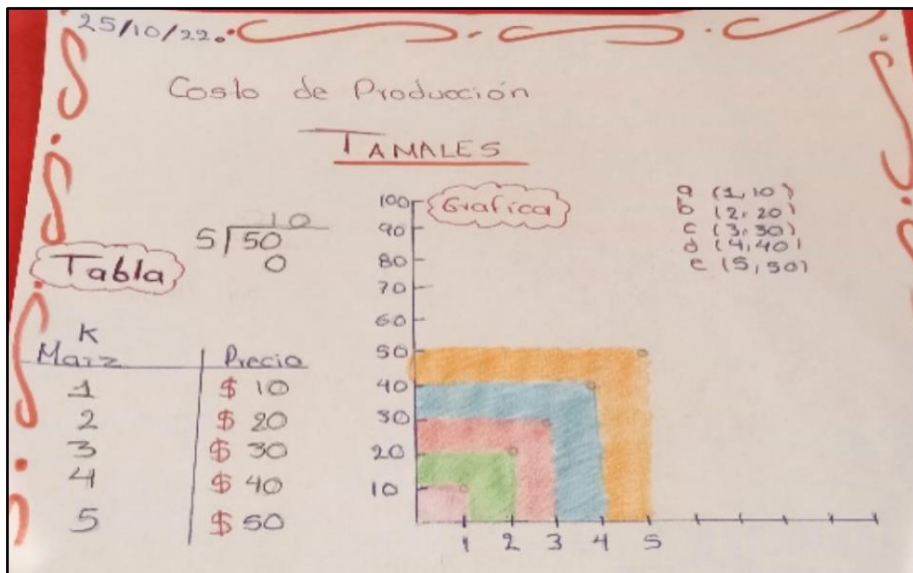 25/10/22.
Costo de Producción
TAMALES
Tabla
10
5 50
0
K
Maíz Precio
1 $ 10
2 $ 20
3 $ 30
4 $ 40
5 $ 50
Grafica
100
90
80
70
60
50
40
30
20
10
1 2 3 4 5
a (1, 10)
b (2, 20)
c (3, 30)
d (4, 40)
e (5, 50)